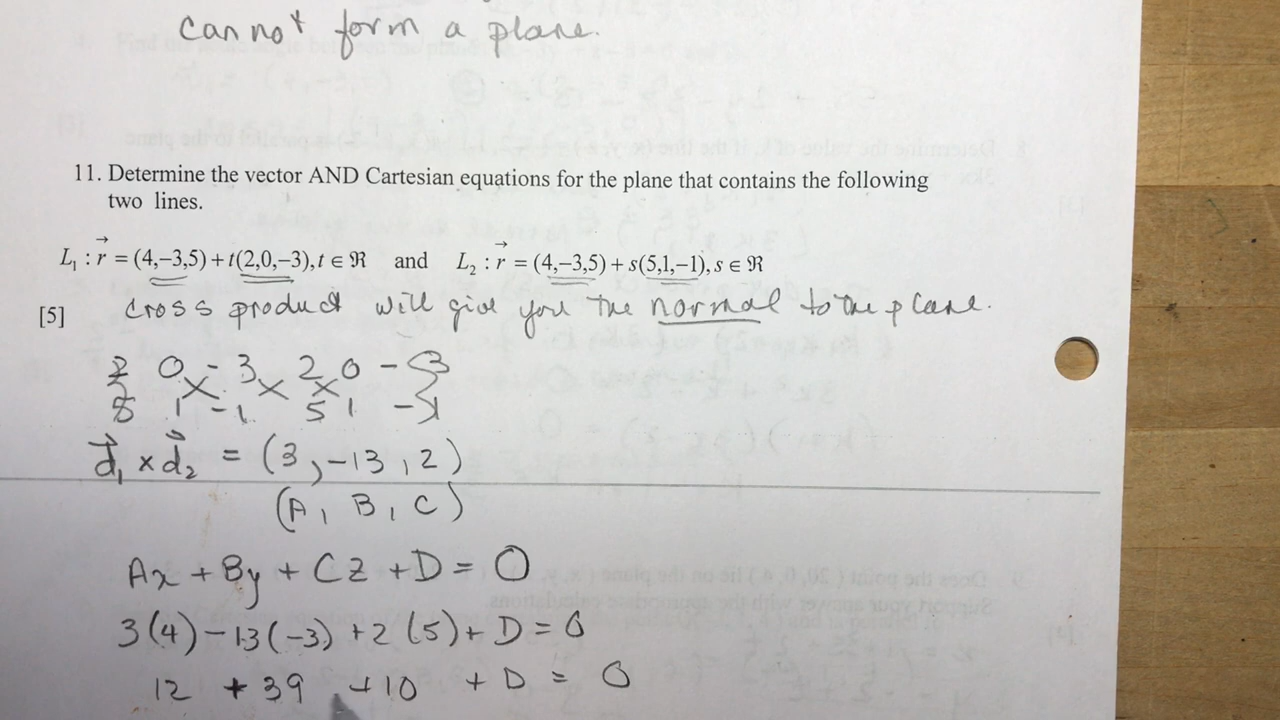 cannot form a plane.
11. Determine the vector AND Cartesian equations for the plane that contains the following
two lines.
L₁ : r⃗ = (4,−3,5) + t(2,0,−3), t ∈ ℜ and L₂ : r⃗ = (4,−3,5) + s(5,1,−1), s ∈ ℜ
[5] cross product will give you the normal to the plane.
2 0 -3 2 0 -3
5 1 -1 5 1 -1
d⃗₁ × d⃗₂ = (3, -13, 2)
(A, B, C)
Ax + By + Cz + D = 0
3(4) - 13(-3) + 2(5) + D = 0
12 + 39 + 10 + D = 0